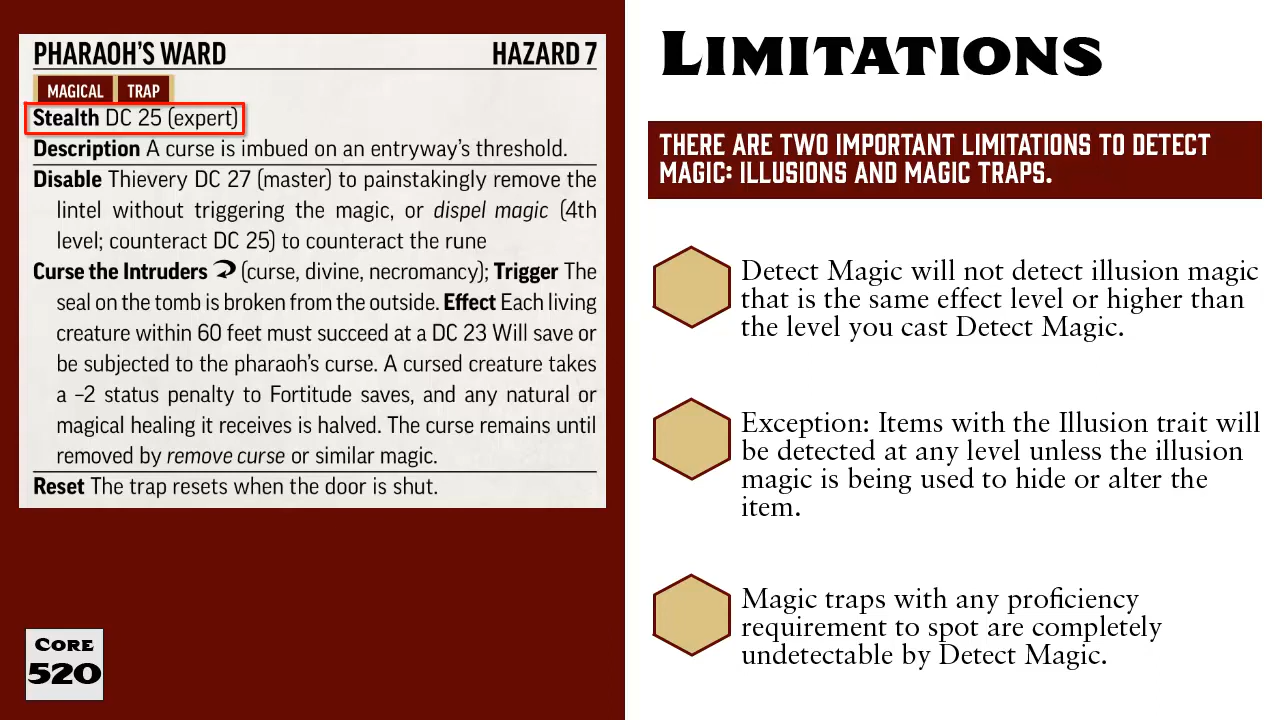 PHARAOH'S WARD HAZARD 7
MAGICAL TRAP
Stealth DC 25 (expert)
Description A curse is imbued on an entryway's threshold.
Disable Thievery DC 27 (master) to painstakingly remove the
lintel without triggering the magic, or dispel magic (4th
level; counteract DC 25) to counteract the rune
Curse the Intruders (curse, divine, necromancy); Trigger The
seal on the tomb is broken from the outside. Effect Each living
creature within 60 feet must succeed at a DC 23 Will save or
be subjected to the pharaoh's curse. A cursed creature takes
a –2 status penalty to Fortitude saves, and any natural or
magical healing it receives is halved. The curse remains until
removed by remove curse or similar magic.
Reset The trap resets when the door is shut.
CORE
520
LIMITATIONS
THERE ARE TWO IMPORTANT LIMITATIONS TO DETECT
MAGIC: ILLUSIONS AND MAGIC TRAPS.
Detect Magic will not detect illusion magic
that is the same effect level or higher than
the level you cast Detect Magic.
Exception: Items with the Illusion trait will
be detected at any level unless the illusion
magic is being used to hide or alter the
item.
Magic traps with any proficiency
requirement to spot are completely
undetectable by Detect Magic.